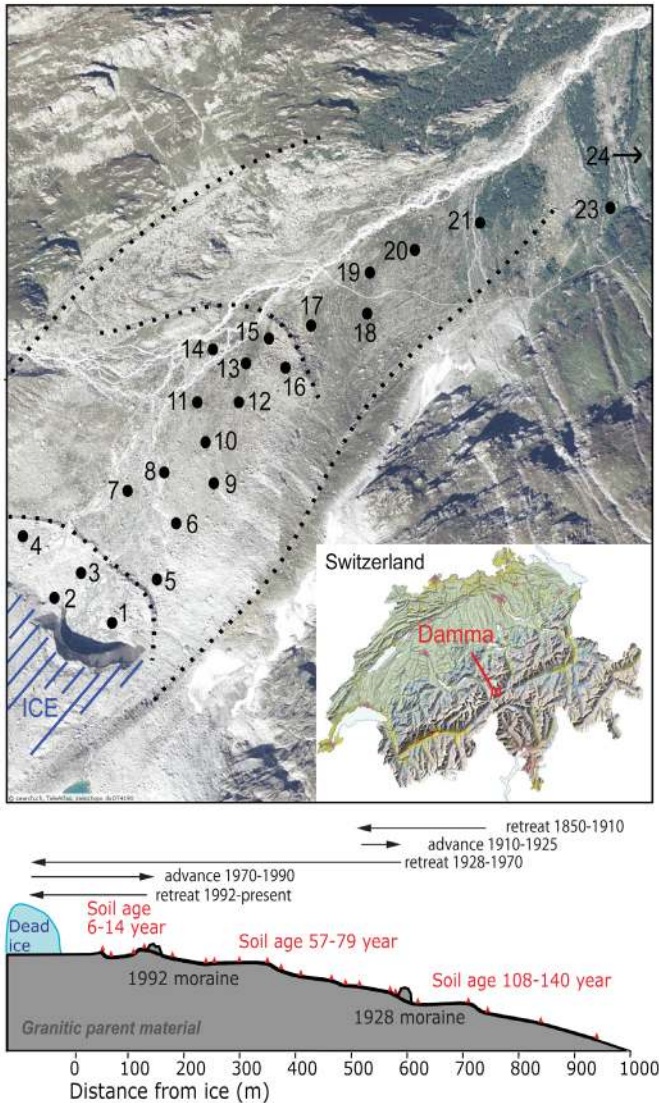 24
23
21
20
19
18
17
15
14
13
16
11
12
10
8
9
7
6
4
3
5
2
1
ICE
Switzerland
Damma
retreat 1850-1910
advance 1910-1925
retreat 1928-1970
advance 1970-1990
retreat 1992-present
Dead
ice
Soil age
6-14 year
Soil age 57-79 year
Soil age 108-140 year
1992 moraine
1928 moraine
Granitic parent material
0 100 200 300 400 500 600 700 800 900 1000
Distance from ice (m)